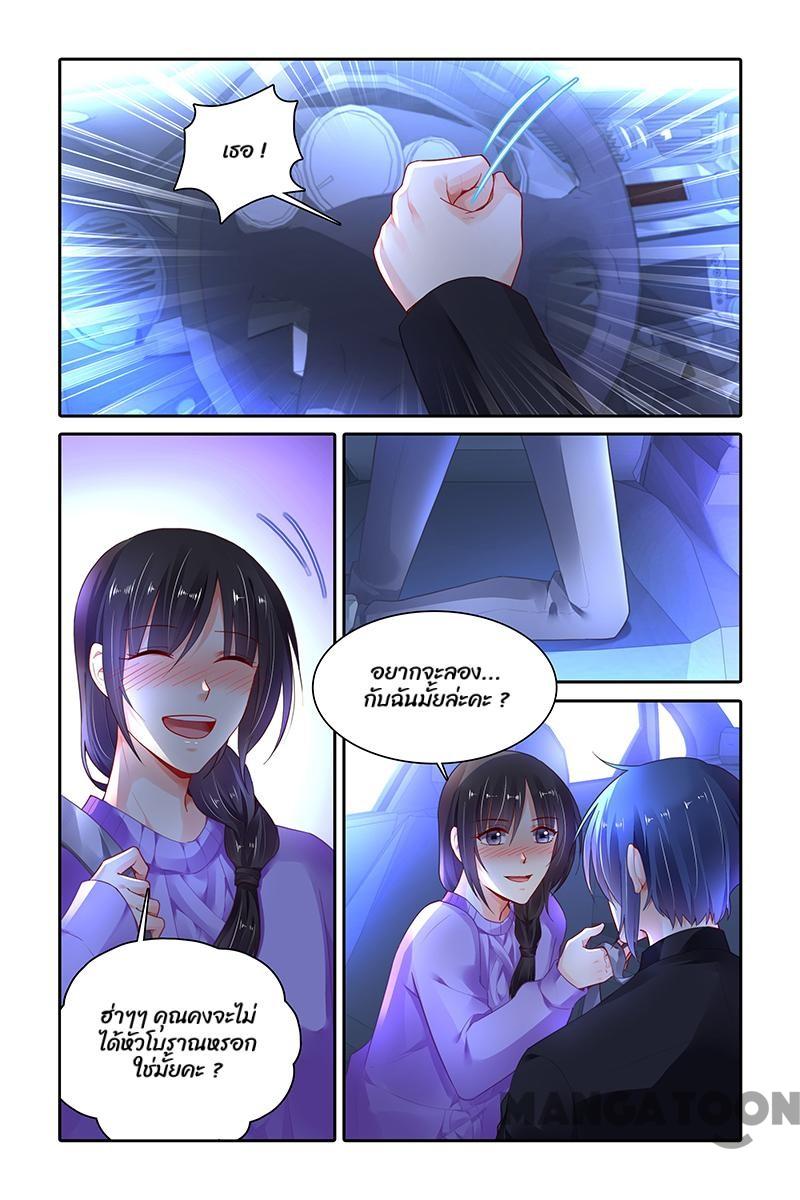 เธอ !
อยากจะลอง...
กับฉันมั้ยล่ะคะ ?
ฮ่าๆๆ คุณคงจะไม่
ได้หัวโบราณหรอก
ใช่มั้ยคะ ?
MANGATOON